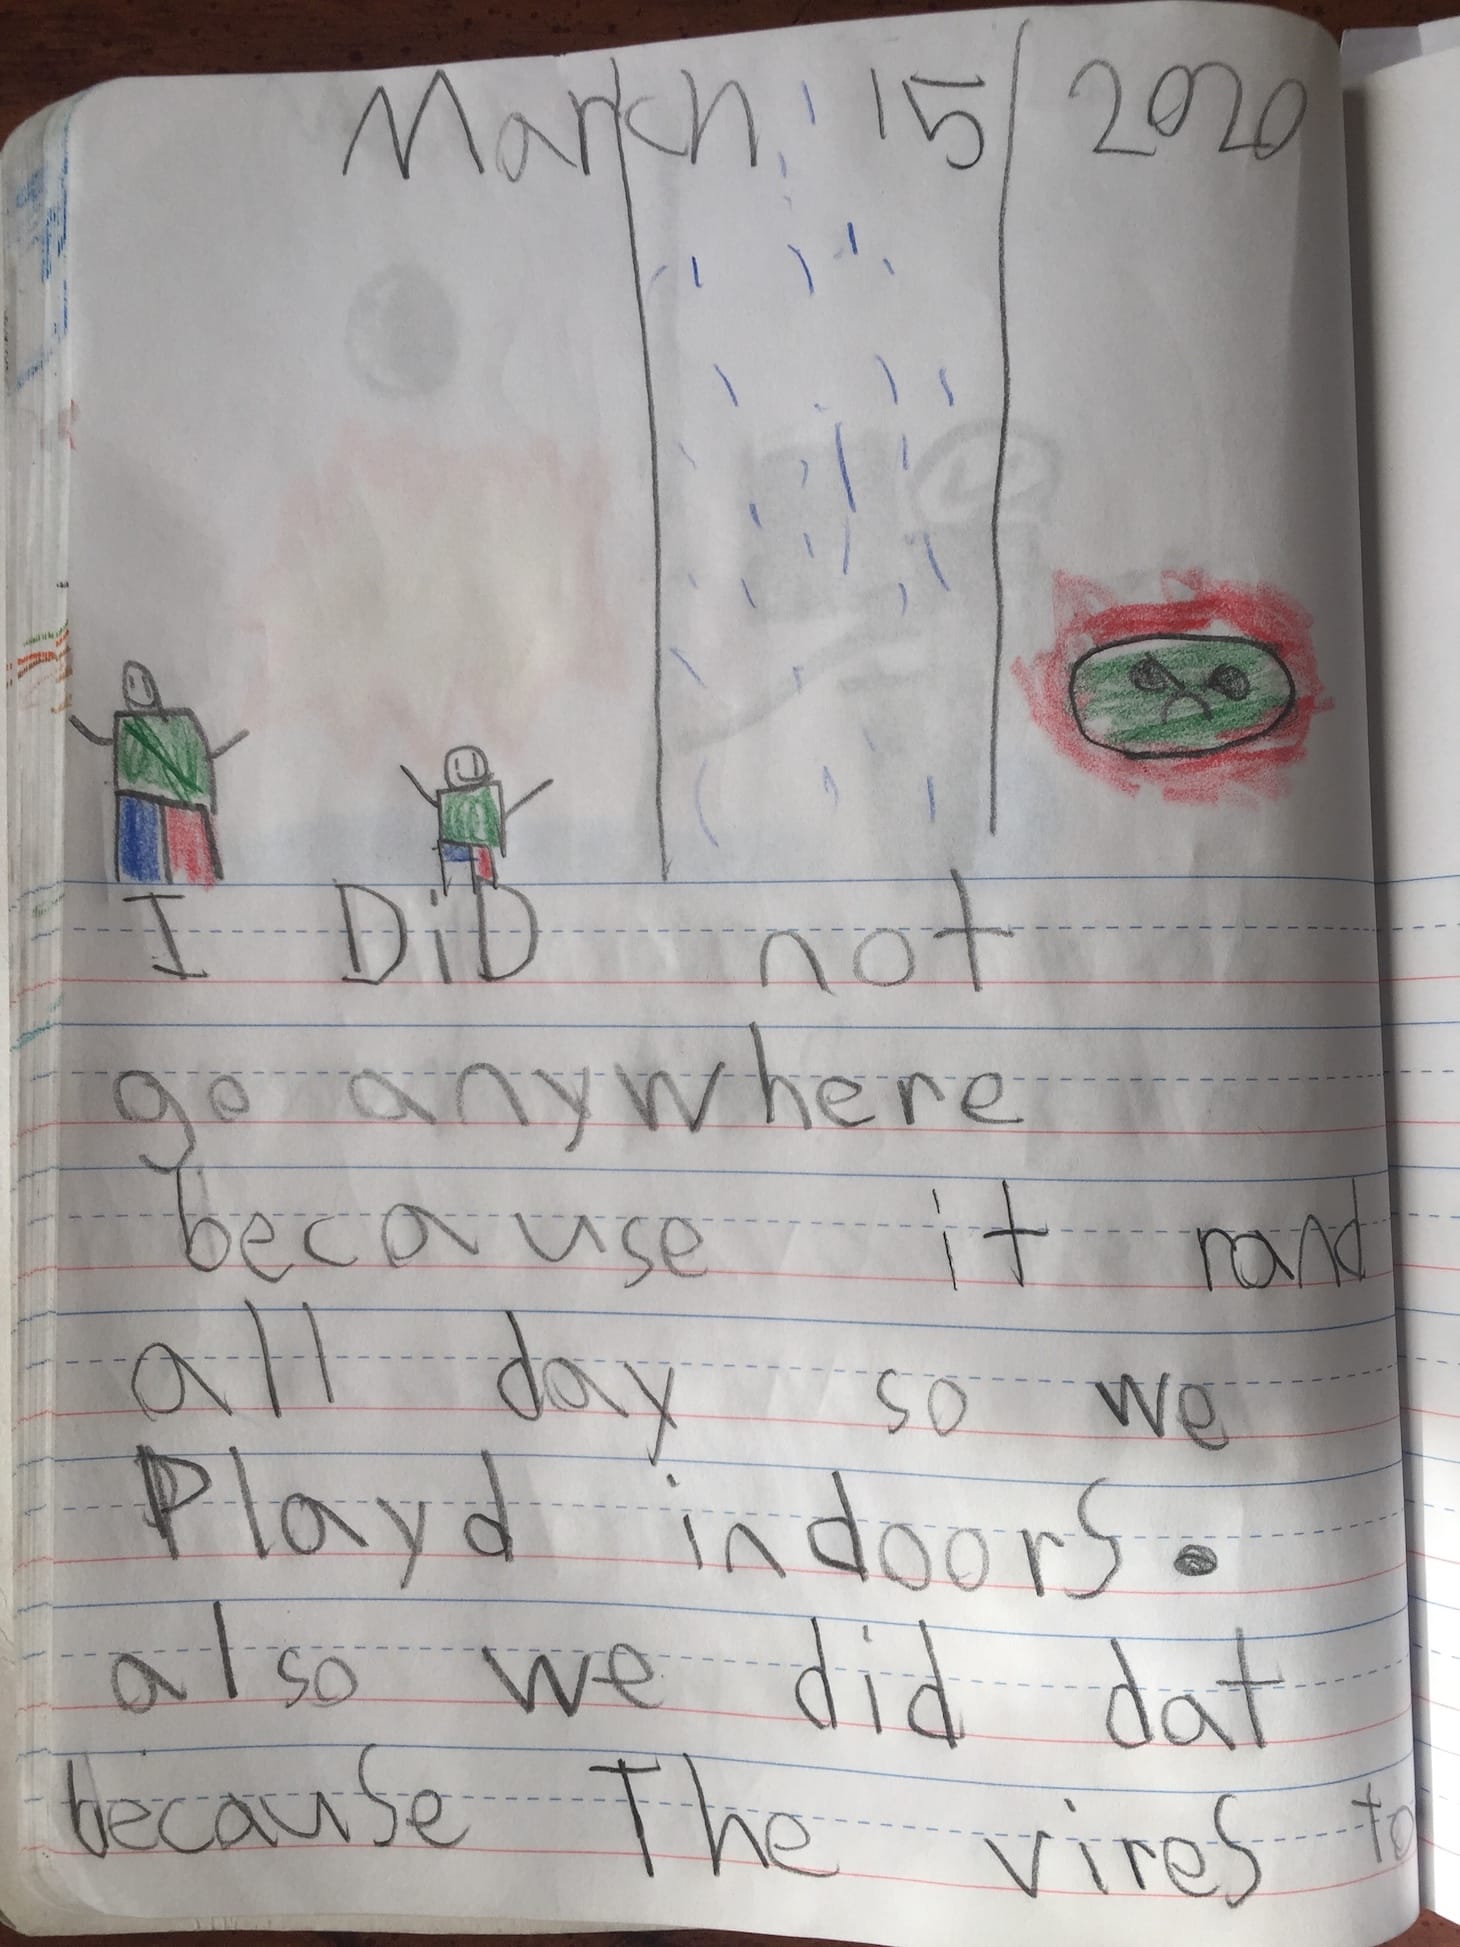 March 15/ 2020
I DiD not
go anywhere
because it rand
all day so we
Playd indoors.
also we did dat
because The vires to